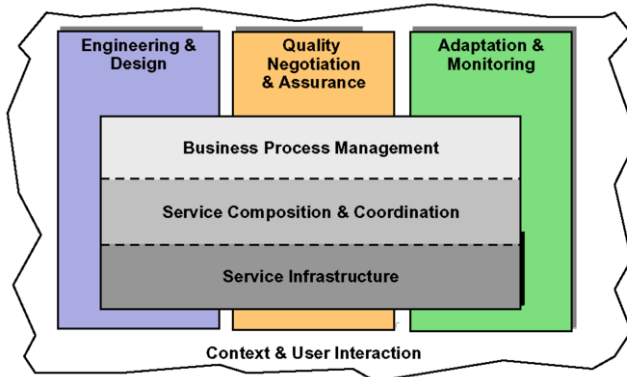 Engineering &
Design
Quality
Negotiation
& Assurance
Adaptation &
Monitoring
Business Process Management
Service Composition & Coordination
Service Infrastructure
Context & User Interaction